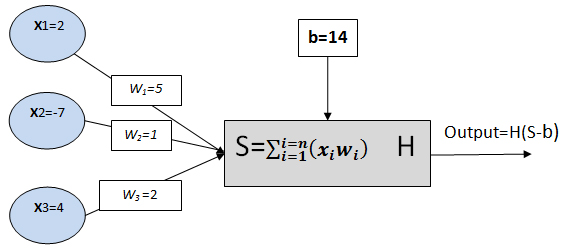 X1=2
b=14
W₁=5
X2=-7
W₂=1
S=∑ᵢ₌₁ⁱ⁼ⁿ(xᵢwᵢ) H
Output=H(S-b)
W₃=2
X3=4